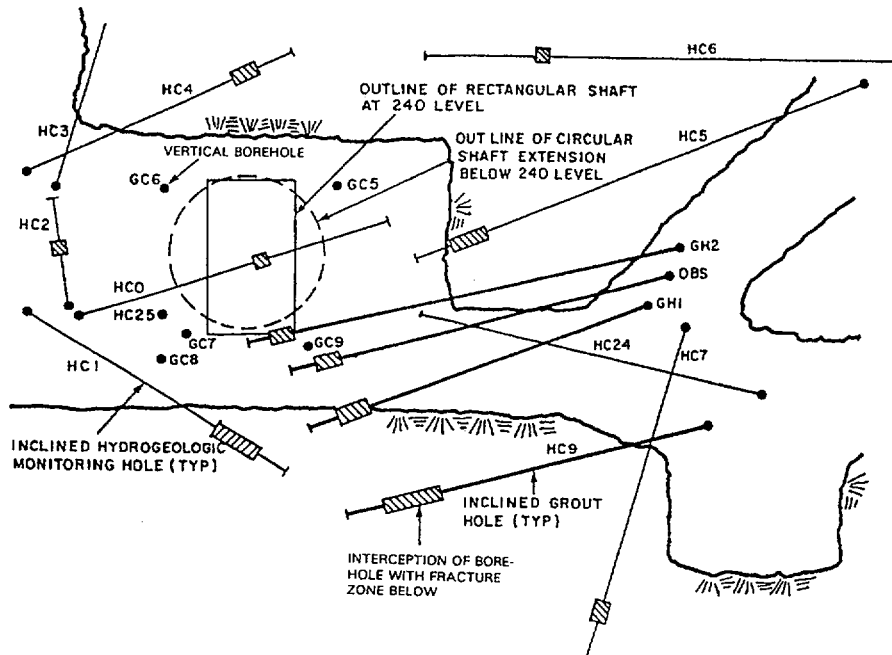 HC6
HC4
OUTLINE OF RECTANGULAR SHAFT
AT 240 LEVEL
HC3
HC5
OUT LINE OF CIRCULAR
SHAFT EXTENSION
BELOW 240 LEVEL
VERTICAL BOREHOLE
GC6
GC5
HC2
GH2
HC0
OBS
HC25
GH1
GC7
GC9
GC8
HC24
HC7
HC1
INCLINED HYDROGEOLOGIC
MONITORING HOLE (TYP)
HC9
INCLINED GROUT
HOLE (TYP)
INTERCEPTION OF BORE-
HOLE WITH FRACTURE
ZONE BELOW